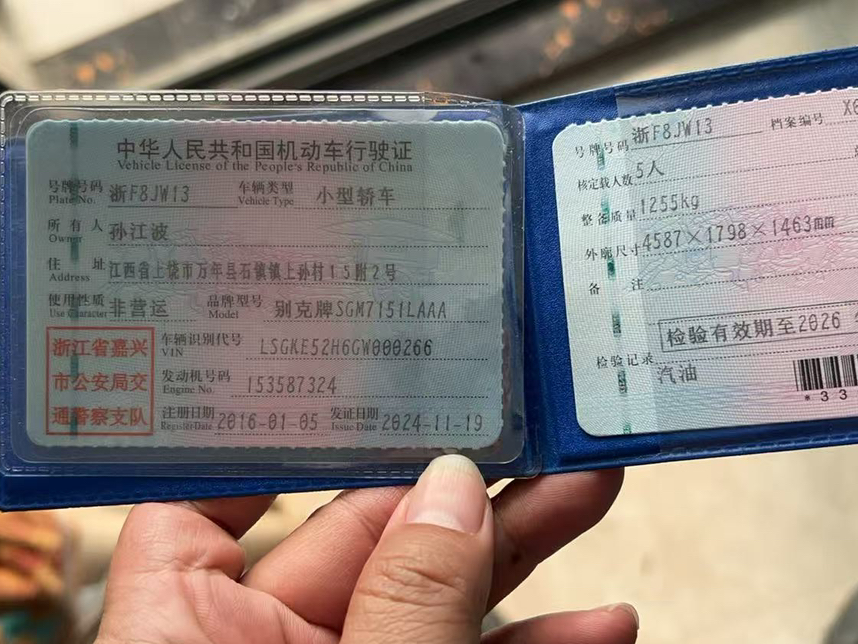 中华人民共和国机动车行驶证
Vehicle License of the People's Republic of China
号牌号码 浙F8JW13 车辆类型 小型轿车
Plate No. Vehicle Type
所有人 孙江波
Owner
住址 江西省上饶市万年县石镇镇上孙村15附2号
Address
使用性质 非营运 品牌型号 别克牌SGM7151LAAA
Use Character Model
浙江省嘉兴
市公安局交
通警察支队
车辆识别代号 LSGKE52H6GW000266
VIN
发动机号码 153587324
Engine No.
注册日期 2016-01-05 发证日期 2024-11-19
Register Date Issue Date
号牌号码 浙F8JW13 档案编号
核定载人数 5人
整备质量 1255kg
外廓尺寸 4587×1798×1463mm
备注
检验有效期至2026
检验记录
汽油
*33